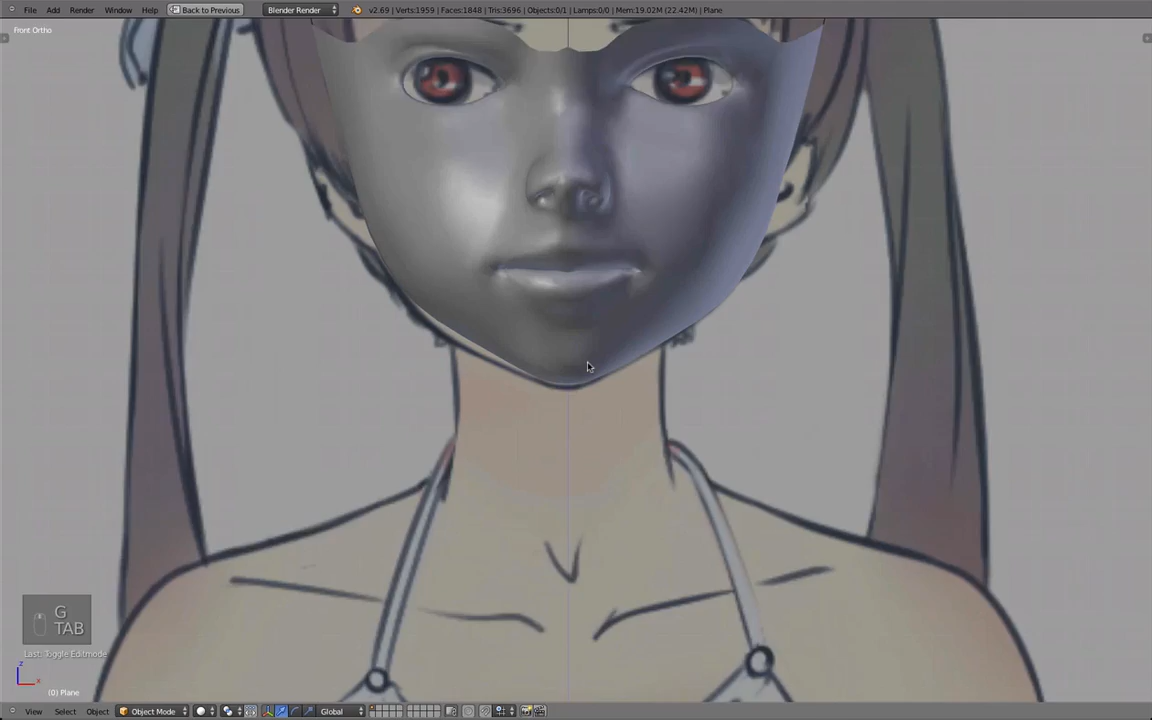 File Add Render Window Help Back to Previous Blender Render v2.69 | Verts:1959 | Faces:1848 | Tris:3696 | Objects:0/1 | Lamps:0/0 | Mem:19.02M (22.42M) | Plane
Front Ortho
G
TAB
Last: Toggle Editmode
z
x
(0) Plane
View Select Object Object Mode Global